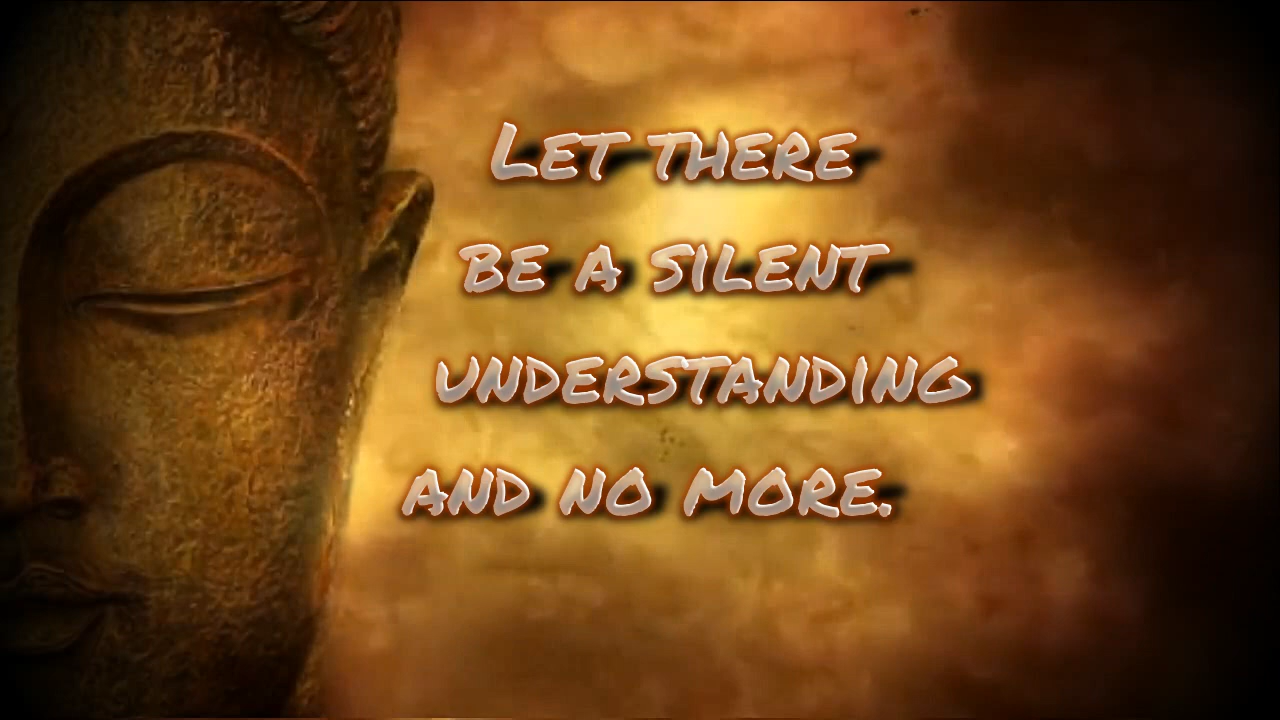 Let there
be a silent
understanding
and no more.